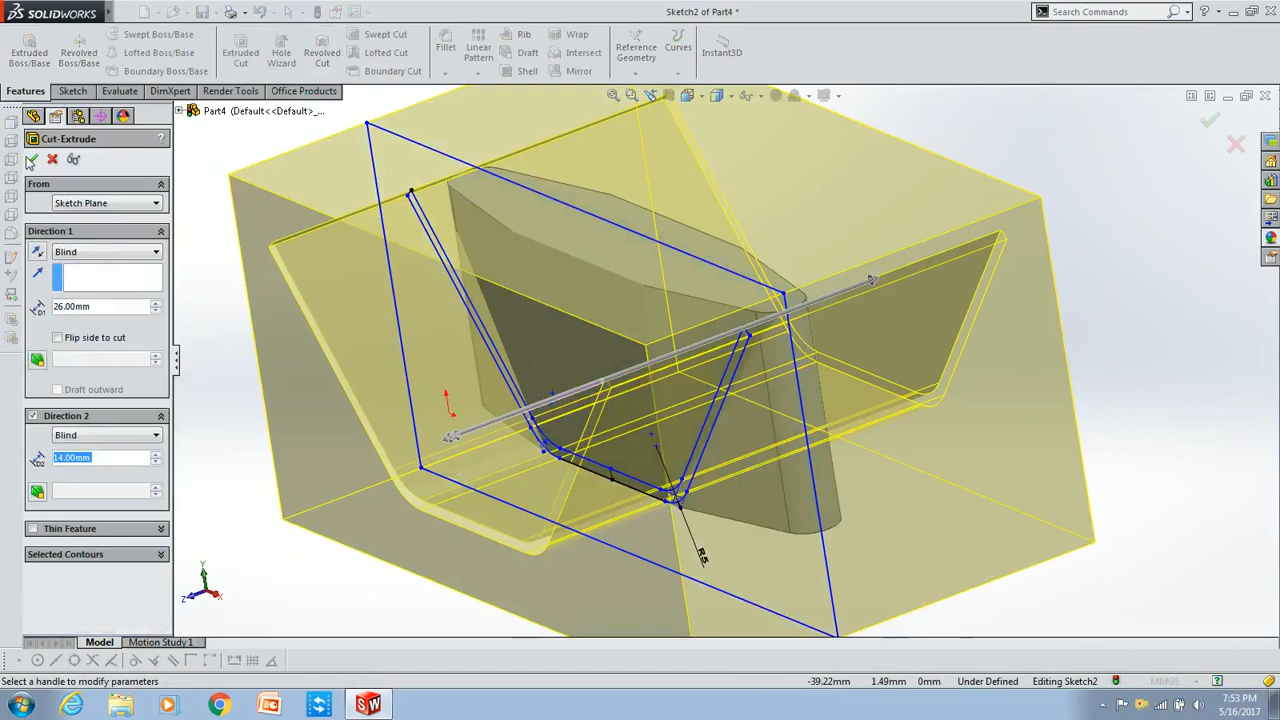 SOLIDWORKS
Sketch2 of Part4 *
Search Commands
Extruded Boss/Base
Revolved Boss/Base
Swept Boss/Base
Lofted Boss/Base
Boundary Boss/Base
Extruded Cut
Hole Wizard
Revolved Cut
Swept Cut
Lofted Cut
Boundary Cut
Fillet
Linear Pattern
Rib
Draft
Shell
Wrap
Intersect
Mirror
Reference Geometry
Curves
Instant3D
Features
Sketch
Evaluate
DimXpert
Render Tools
Office Products
Part4 (Default<<Default>_...
Cut-Extrude
?
From
Sketch Plane
Direction 1
Blind
D1
26.00mm
Flip side to cut
Draft outward
Direction 2
Blind
D2
14.00mm
Thin Feature
Selected Contours
R5
Y
Z
X
Model
Motion Study 1
Select a handle to modify parameters
-39.22mm
1.49mm
0mm
Under Defined
Editing Sketch2
MMGS
7:53 PM
5/16/2017